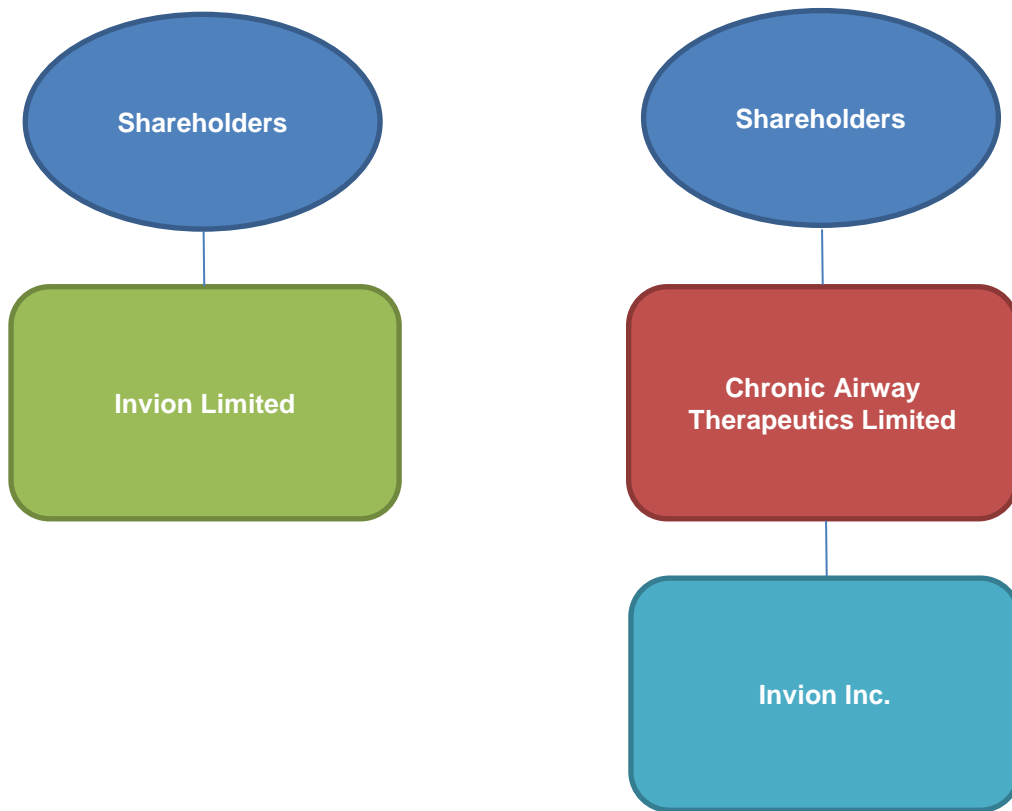 Shareholders
Shareholders
Invion Limited
Chronic Airway
Therapeutics Limited
Invion Inc.